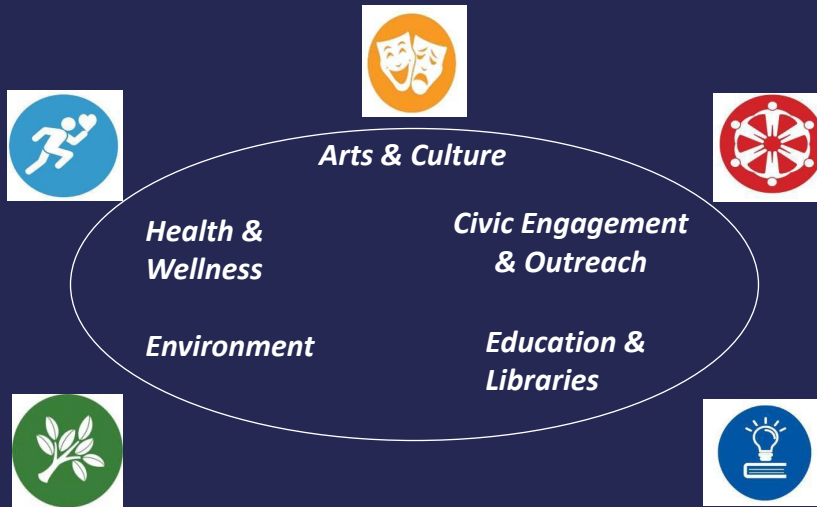 Arts & Culture
Health &
Wellness
Civic Engagement
& Outreach
Environment
Education &
Libraries